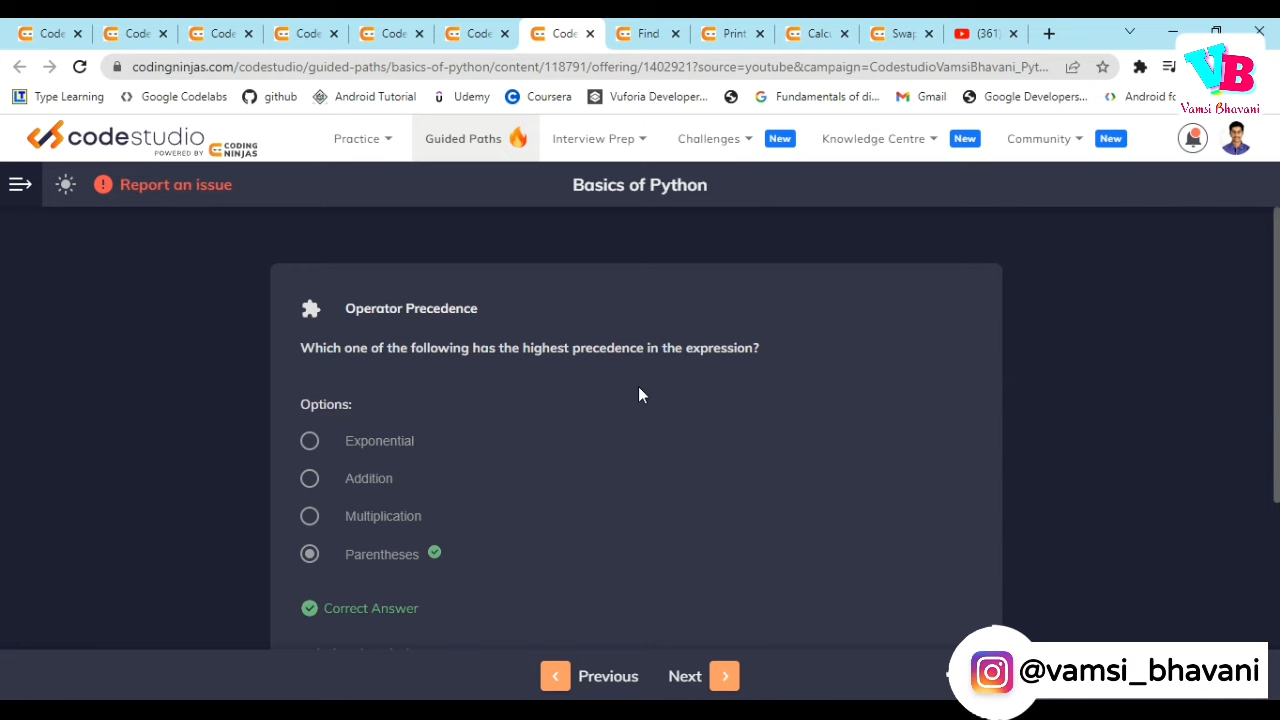 Code
Code
Code
Code
Code
Code
Code
Find
Print
Calcu
Swap
(361)
codingninjas.com/codestudio/guided-paths/basics-of-python/content/118791/offering/1402921?source=youtube&campaign=CodestudioVamsiBhavani_Pyt...
Type Learning
Google Codelabs
github
Android Tutorial
Udemy
Coursera
Vuforia Developer...
Fundamentals of di...
Gmail
Google Developers...
Android fo
VB
Vamsi Bhavani
codestudio
POWERED BY CODING NINJAS
Practice
Guided Paths
Interview Prep
Challenges
New
Knowledge Centre
New
Community
New
Report an issue
Basics of Python
Operator Precedence
Which one of the following has the highest precedence in the expression?
Options:
Exponential
Addition
Multiplication
Parentheses
Correct Answer
Previous
Next
@vamsi_bhavani